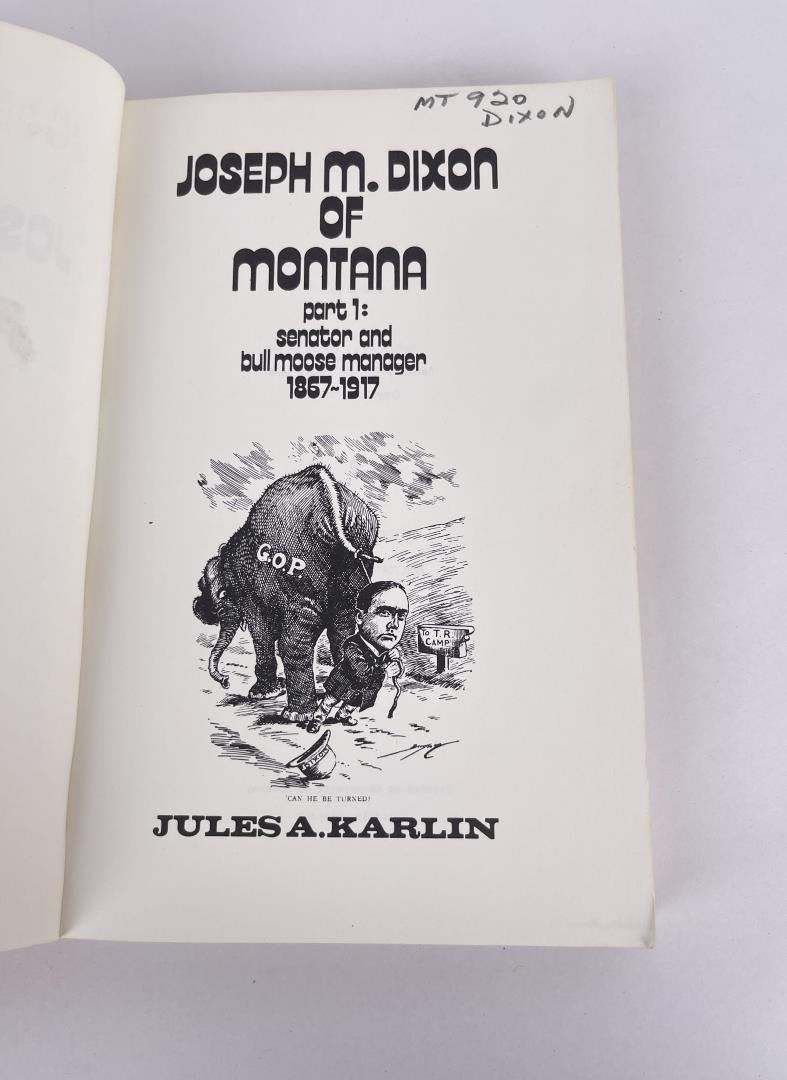 MT 920
DIXON
JOSEPH M. DIXON
OF
MONTANA
part 1:
senator and
bull moose manager
1867~1917
G.O.P.
TO T.R.
CAMP
J·DIXON
'CAN HE BE TURNED?
JULES A. KARLIN